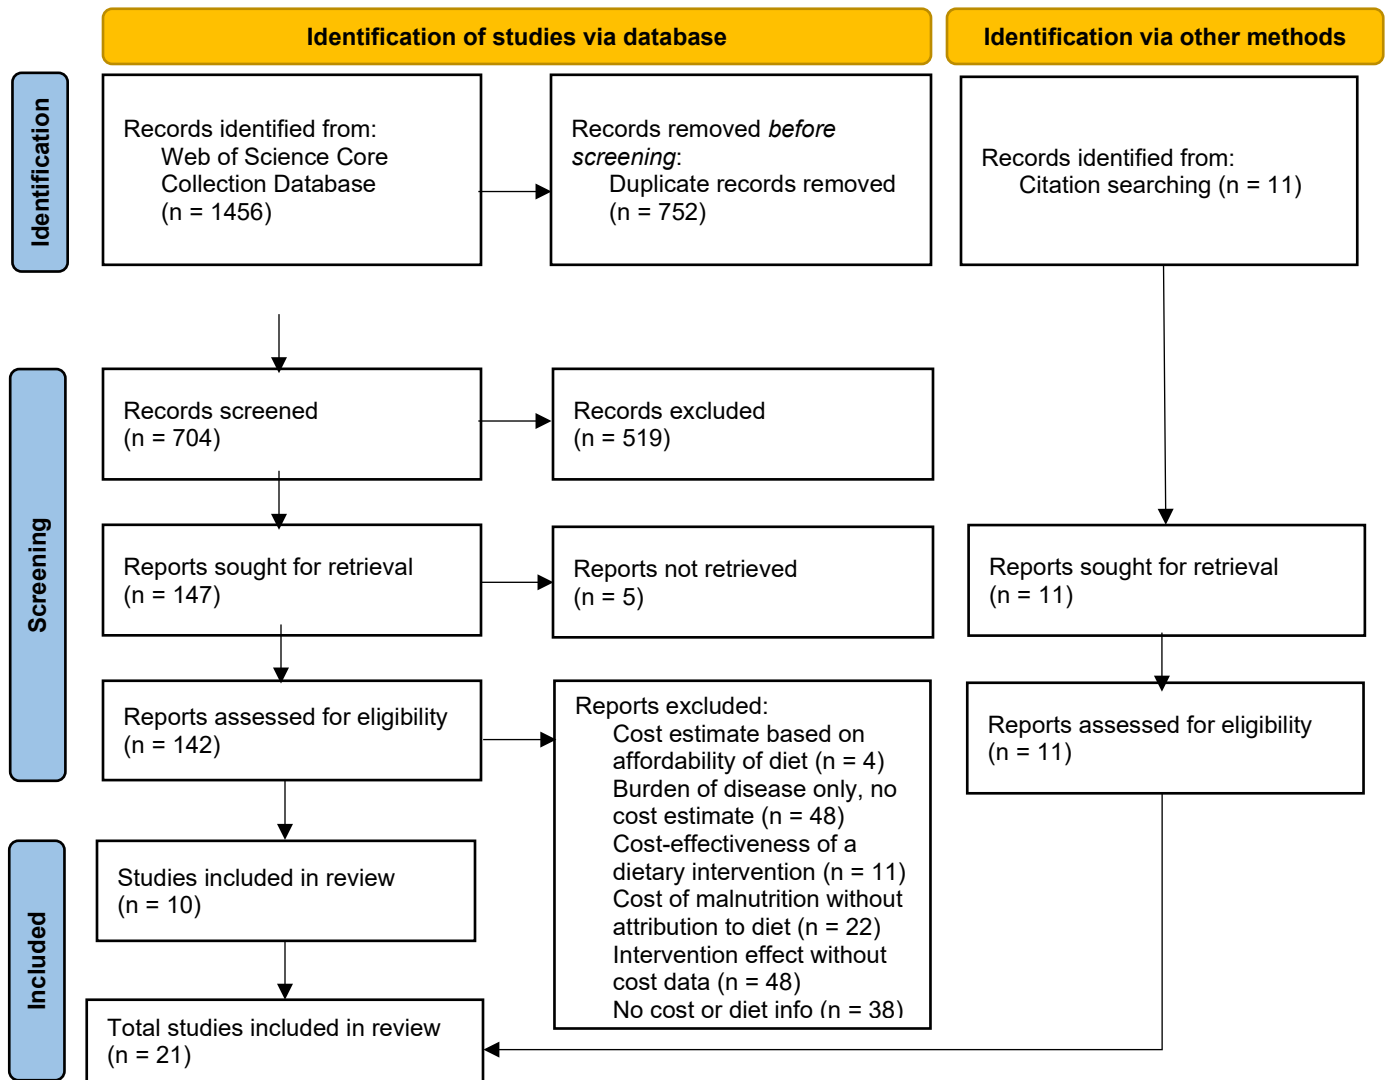 Identification of studies via database
Identification via other methods
Identification
Records identified from:
Web of Science Core
Collection Database
(n = 1456)
Records removed before
screening:
Duplicate records removed
(n = 752)
Records identified from:
Citation searching (n = 11)
Screening
Records screened
(n = 704)
Records excluded
(n = 519)
Reports sought for retrieval
(n = 147)
Reports not retrieved
(n = 5)
Reports sought for retrieval
(n = 11)
Reports assessed for eligibility
(n = 142)
Reports excluded:
Cost estimate based on
affordability of diet (n = 4)
Burden of disease only, no
cost estimate (n = 48)
Cost-effectiveness of a
dietary intervention (n = 11)
Cost of malnutrition without
attribution to diet (n = 22)
Intervention effect without
cost data (n = 48)
No cost or diet info (n = 38)
Reports assessed for eligibility
(n = 11)
Included
Studies included in review
(n = 10)
Total studies included in review
(n = 21)